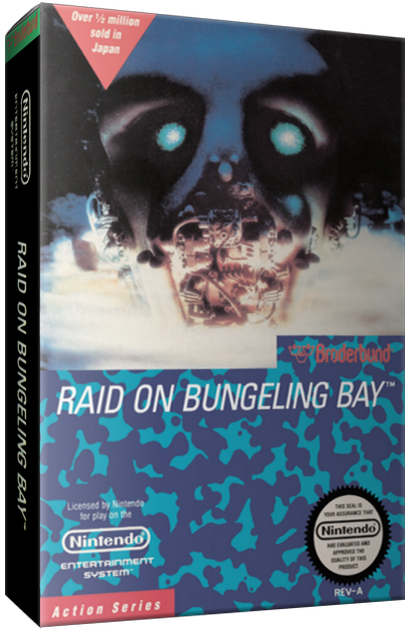 Over ½ million
sold in
Japan
Brøderbund
RAID ON BUNGELING BAY™
Licensed by Nintendo
for play on the
Nintendo®
ENTERTAINMENT
SYSTEM™
Action Series
THIS SEAL IS
YOUR ASSURANCE THAT
Nintendo®
HAS EVALUATED AND
APPROVED THE
QUALITY OF THIS
PRODUCT.
REV-A
Nintendo®
ENTERTAINMENT
SYSTEM
RAID ON BUNGELING BAY™